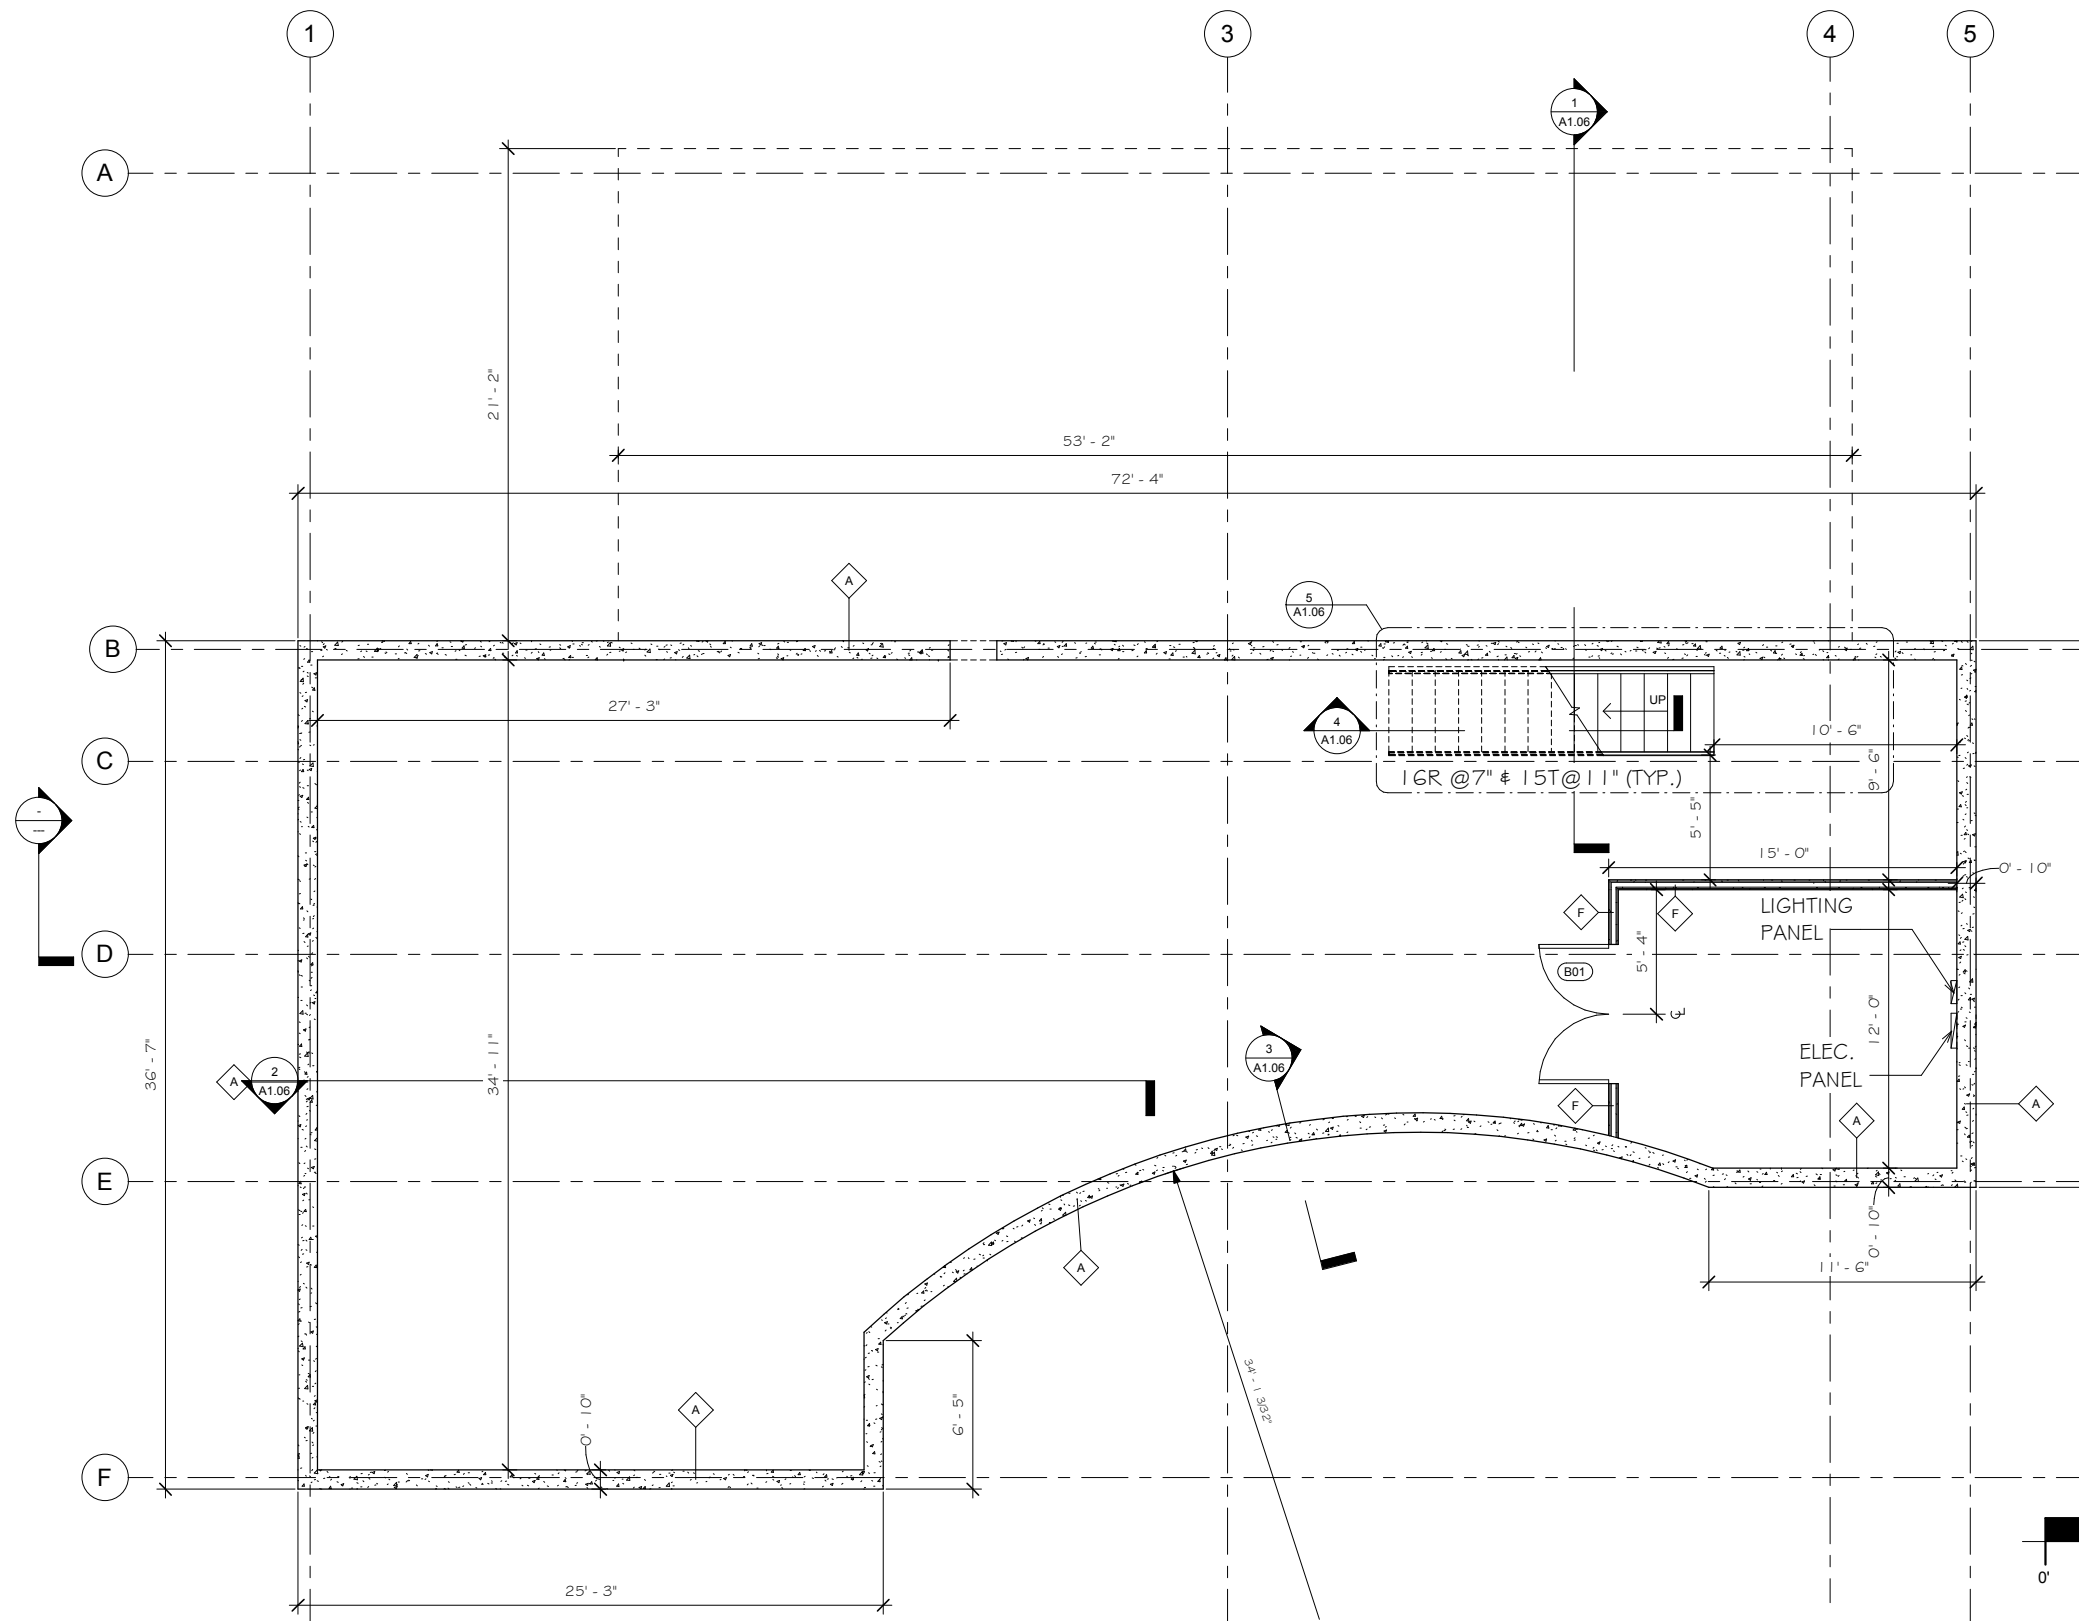 1
3
4
5
1
A1.06
A
21' - 2"
53' - 2"
72' - 4"
A
5
A1.06
B
27' - 3"
UP
4
A1.06
10' - 6"
C
16R @7" & 15T@11" (TYP.)
9' - 6"
5' - 5"
-
---
15' - 0"
0' - 10"
F
F
LIGHTING
PANEL
5' - 4"
D
B01
CL
12' - 0"
36' - 7"
34' - 11"
ELEC.
PANEL
A
2
A1.06
3
A1.06
F
A
A
E
0' - 10"
A
11' - 6"
34' - 1 3/32"
A
0' - 10"
6' - 5"
F
25' - 3"
0'